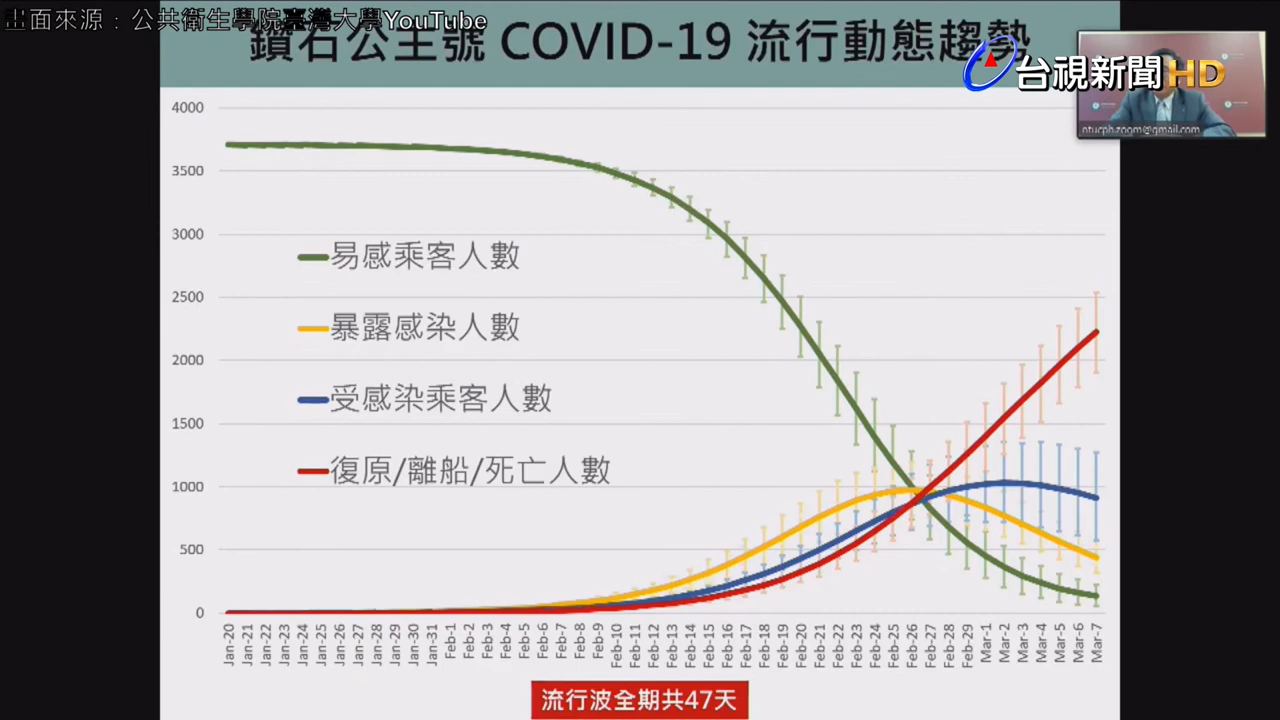 畫面來源：公共衛生學院臺灣大學YouTube
鑽石公主號 COVID-19 流行動態趨勢
台視新聞HD
ntucph.zoom@gmail.com
4000
3500
3000
2500
2000
1500
1000
500
0
易感乘客人數
暴露感染人數
受感染乘客人數
復原/離船/死亡人數
Jan-20
Jan-21
Jan-22
Jan-23
Jan-24
Jan-25
Jan-26
Jan-27
Jan-28
Jan-29
Jan-30
Jan-31
Feb-1
Feb-2
Feb-3
Feb-4
Feb-5
Feb-6
Feb-7
Feb-8
Feb-9
Feb-10
Feb-11
Feb-12
Feb-13
Feb-14
Feb-15
Feb-16
Feb-17
Feb-18
Feb-19
Feb-20
Feb-21
Feb-22
Feb-23
Feb-24
Feb-25
Feb-26
Feb-27
Feb-28
Feb-29
Mar-1
Mar-2
Mar-3
Mar-4
Mar-5
Mar-6
Mar-7
流行波全期共47天